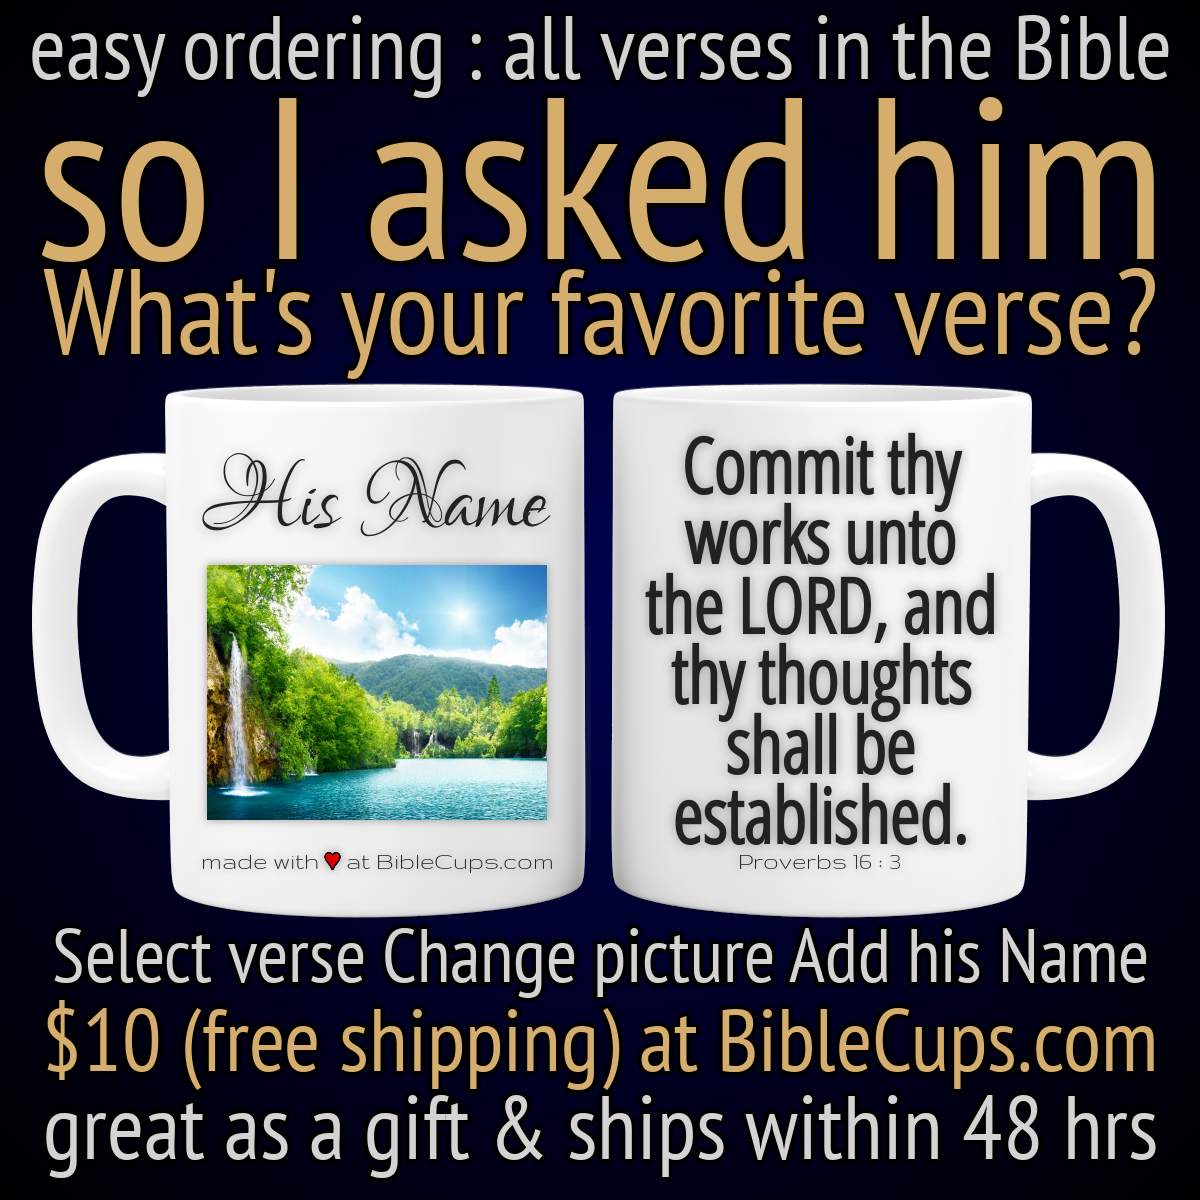 easy ordering : all verses in the Bible
so I asked him
What's your favorite verse?
His Name
made with ♥ at BibleCups.com
Commit thy
works unto
the LORD, and
thy thoughts
shall be
established.
Proverbs 16 : 3
Select verse Change picture Add his Name
$10 (free shipping) at BibleCups.com
great as a gift & ships within 48 hrs